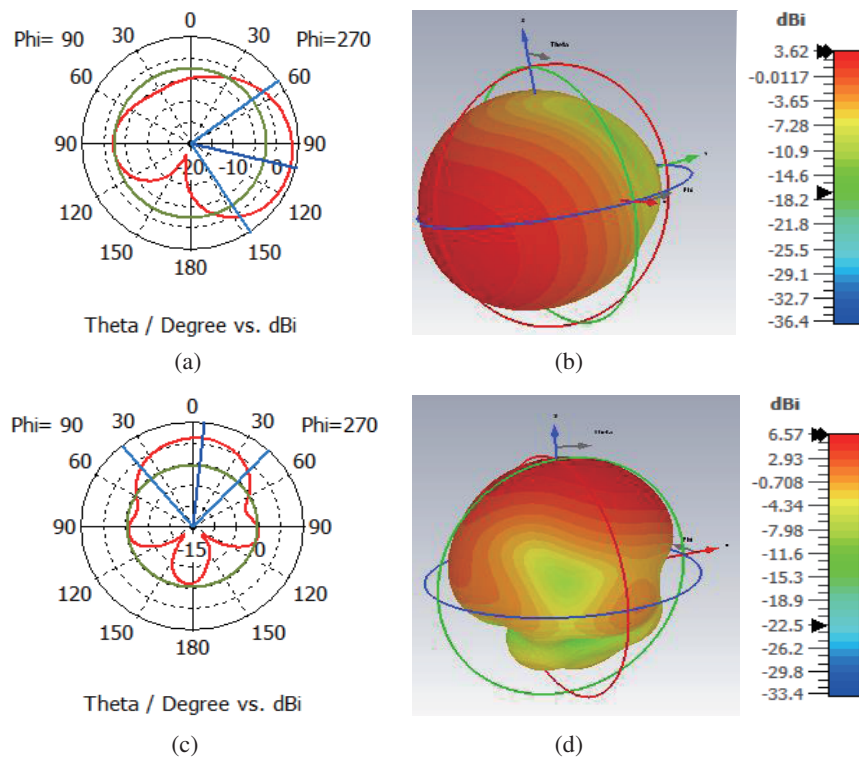 0
Phi= 90 30 30 Phi=270
60 60
90 90
-20 -10 0
120 120
150 150
180
Theta / Degree vs. dBi
(a)
Theta
Phi
dBi
3.62
-0.0117
-3.65
-7.28
-10.9
-14.6
-18.2
-21.8
-25.5
-29.1
-32.7
-36.4
(b)
0
Phi= 90 30 30 Phi=270
60 60
90 90
-15 0
120 120
150 150
180
Theta / Degree vs. dBi
(c)
Theta
Phi
dBi
6.57
2.93
-0.708
-4.34
-7.98
-11.6
-15.3
-18.9
-22.5
-26.2
-29.8
-33.4
(d)